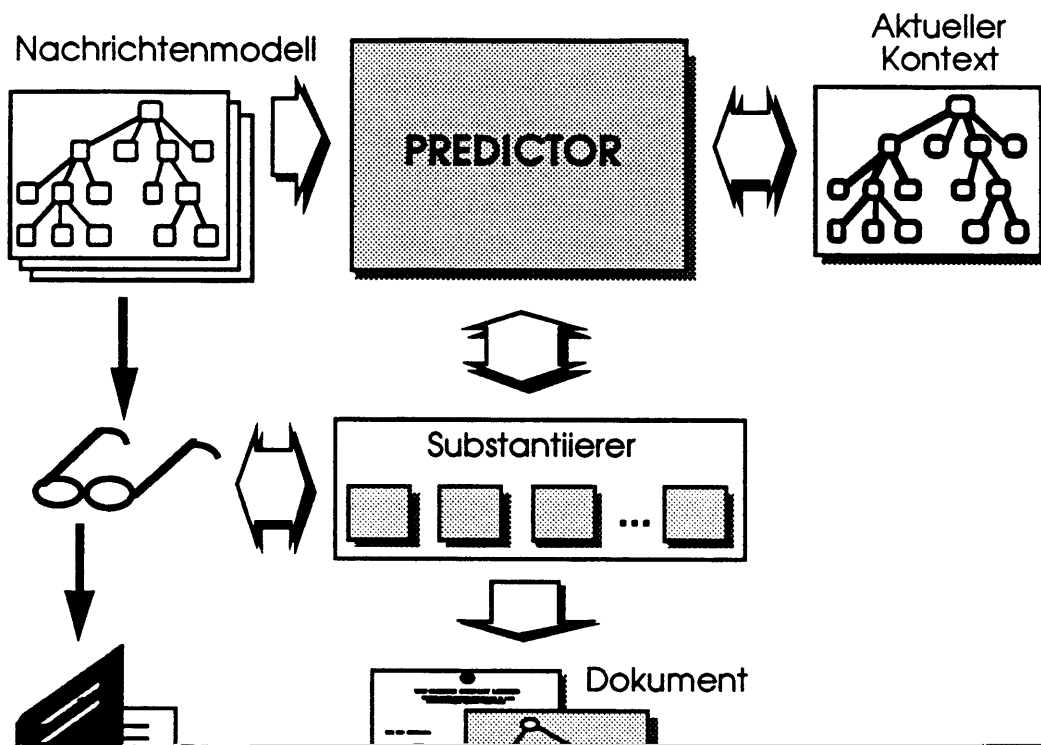 Nachrichtenmodell
Aktueller
Kontext
PREDICTOR
Substantiierer
...
Dokument